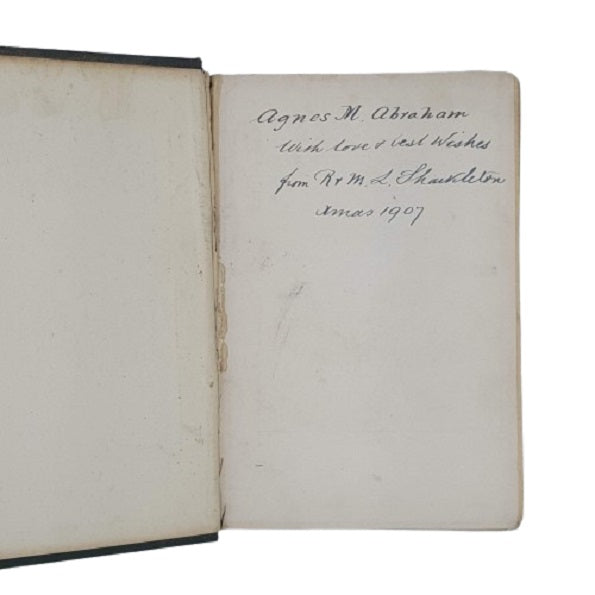 Agnes M. Abraham
With love & best Wishes
from R & M. L. Shackleton
Xmas 1907